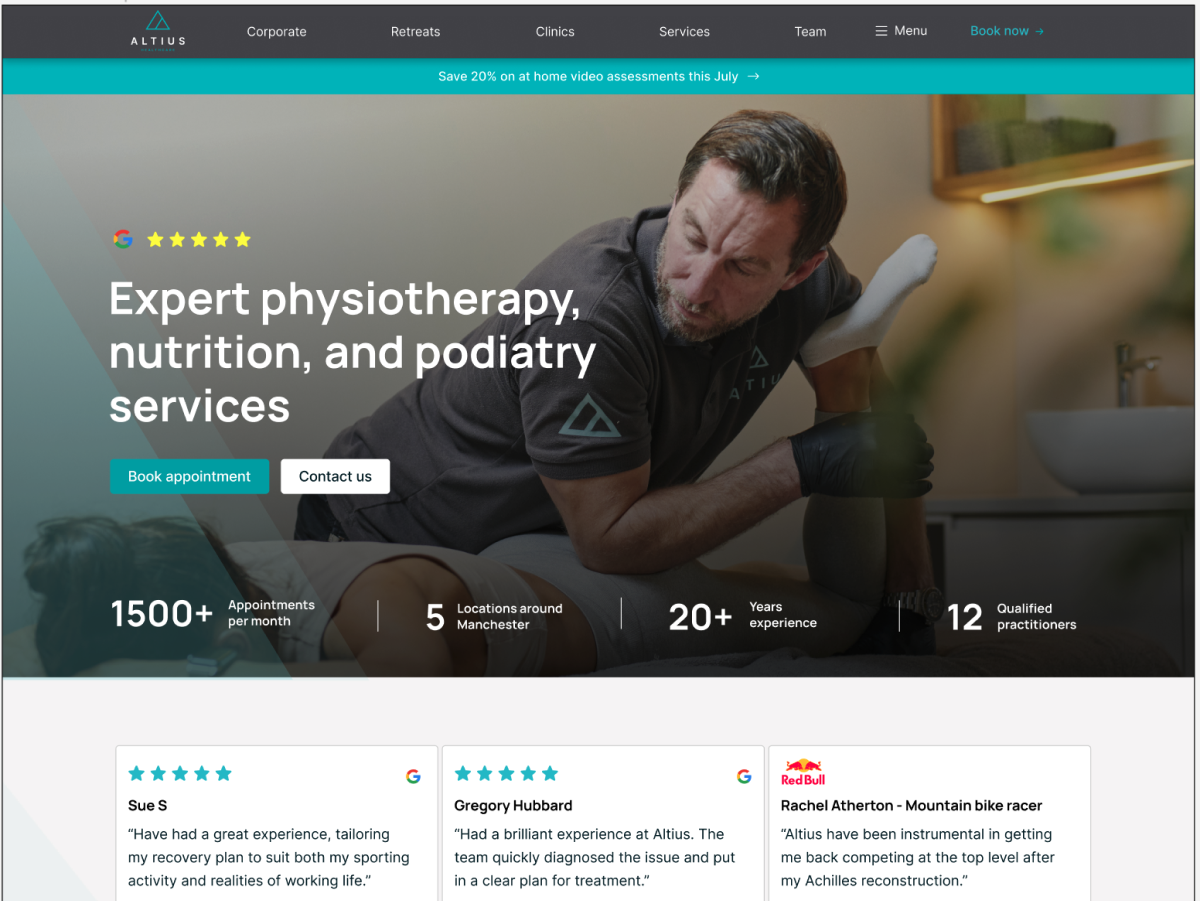 ALTIUS
Corporate
Retreats
Clinics
Services
Team
Menu
Book now →
Save 20% on at home video assessments this July →
Expert physiotherapy,
nutrition, and podiatry
services
ALTIU
Book appointment
Contact us
1500+
Appointments
per month
5
Locations around
Manchester
20+
Years
experience
12
Qualified
practitioners
Sue S
“Have had a great experience, tailoring
my recovery plan to suit both my sporting
activity and realities of working life.”
Gregory Hubbard
“Had a brilliant experience at Altius. The
team quickly diagnosed the issue and put
in a clear plan for treatment.”
Red Bull
Rachel Atherton - Mountain bike racer
“Altius have been instrumental in getting
me back competing at the top level after
my Achilles reconstruction.”